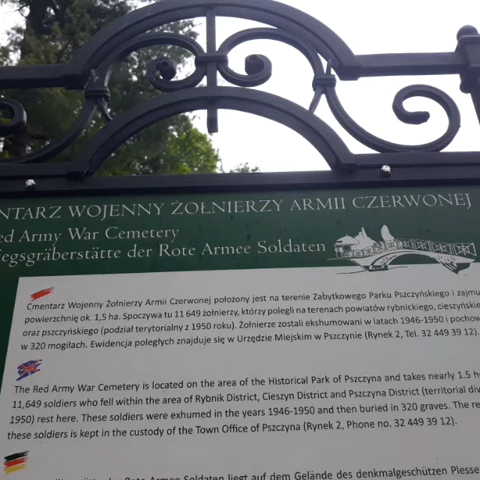 NTARZ WOJENNY ŻOŁNIERZY ARMII CZERWONEJ
ed Army War Cemetery
egsgräberstätte der Rote Armee Soldaten
Cmentarz Wojenny Żołnierzy Armii Czerwonej położony jest na terenie Zabytkowego Parku Pszczyńskiego i zajmu
powierzchnię ok. 1,5 ha. Spoczywa tu 11 649 żołnierzy, którzy polegli na terenach powiatów rybnickiego, cieszyńskie
oraz pszczyńskiego (podział terytorialny z 1950 roku). Żołnierze zostali ekshumowani w latach 1946-1950 i pochow
w 320 mogiłach. Ewidencja poległych znajduje się w Urzędzie Miejskim w Pszczynie (Rynek 2, Tel. 32 449 39 12).
The Red Army War Cemetery is located on the area of the Historical Park of Pszczyna and takes nearly 1.5 h
11,649 soldiers who fell within the area of Rybnik District, Cieszyn District and Pszczyna District (territorial div
1950) rest here. These soldiers were exhumed in the years 1946-1950 and then buried in 320 graves. The re
these soldiers is kept in the custody of the Town Office of Pszczyna (Rynek 2, Phone no. 32 449 39 12).
Rote Armee Soldaten liegt auf dem Gelände des denkmalgeschützten Plesse